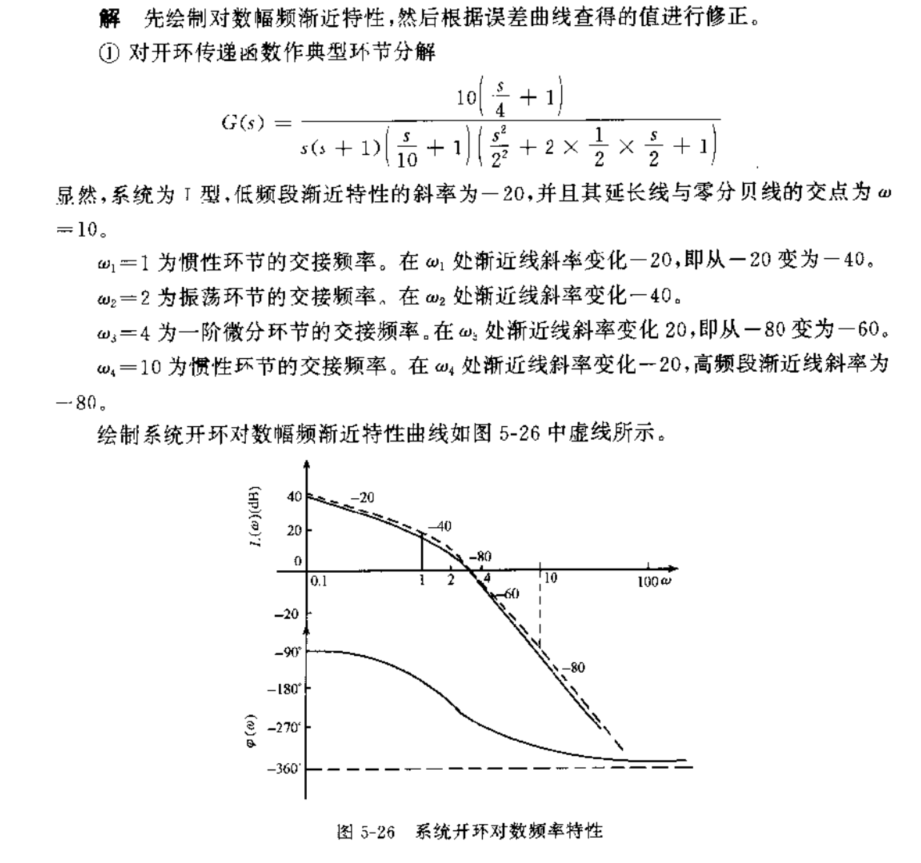 解 先绘制对数幅频渐近特性,然后根据误差曲线查得的值进行修正。
① 对开环传递函数作典型环节分解
G(s) = 10(s/4 + 1) / s(s + 1)(s/10 + 1)(s²/2² + 2 × 1/2 × s/2 + 1)
显然,系统为 I 型,低频段渐近特性的斜率为-20,并且其延长线与零分贝线的交点为 ω
=10。
ω₁=1 为惯性环节的交接频率。在 ω₁ 处渐近线斜率变化-20,即从-20 变为-40。
ω₂=2 为振荡环节的交接频率。在 ω₂ 处渐近线斜率变化-40。
ω₃=4 为一阶微分环节的交接频率。在 ω₃ 处渐近线斜率变化 20,即从-80 变为-60。
ω₄=10 为惯性环节的交接频率。在 ω₄ 处渐近线斜率变化-20,高频段渐近线斜率为
-80。
绘制系统开环对数幅频渐近特性曲线如图 5-26 中虚线所示。
L(ω)(dB)
40
20
0
-20
-20
-40
-80
-60
-80
0.1
1
2
4
10
100 ω
φ(ω)
-90°
-180°
-270°
-360°
图 5-26 系统开环对数频率特性